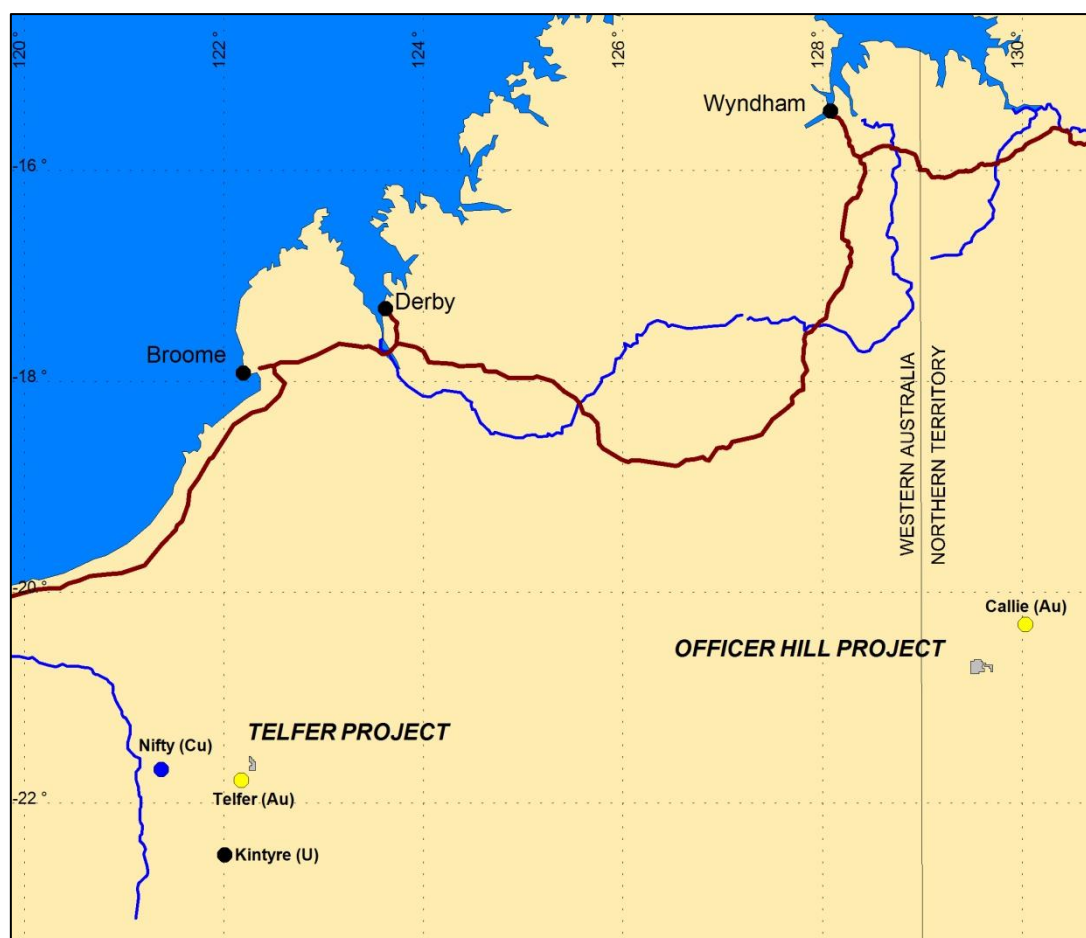 120 °
122 °
124 °
126 °
128 °
130 °
Wyndham
-16 °
Derby
Broome
-18 °
WESTERN AUSTRALIA
NORTHERN TERRITORY
-20 °
Callie (Au)
OFFICER HILL PROJECT
TELFER PROJECT
Nifty (Cu)
Telfer (Au)
-22 °
Kintyre (U)